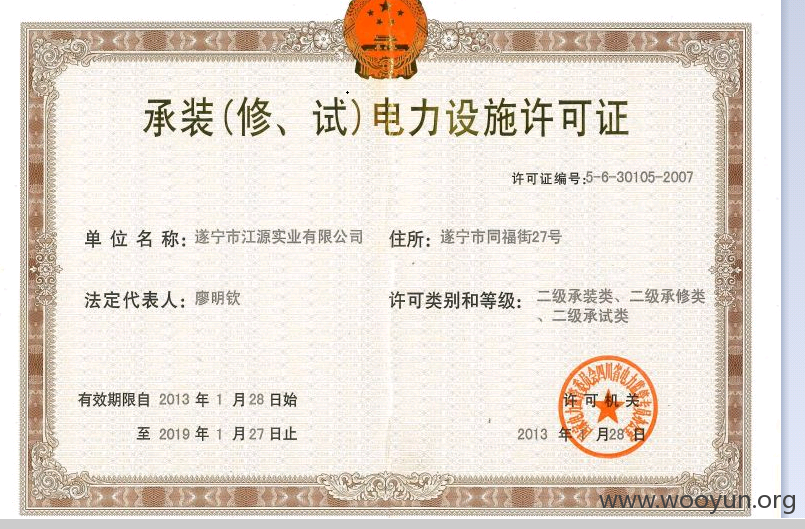 承装(修、试)电力设施许可证
许可证编号:5-6-30105-2007
单位名称: 遂宁市江源实业有限公司 住所: 遂宁市同福街27号
法定代表人: 廖明钦 许可类别和等级: 二级承装类、二级承修类
、二级承试类
有效期限自 2013 年 1 月 28 日始 许可机关
至 2019 年 1 月 27 日止 2013 年 1 月 28 日
www.wooyun.org